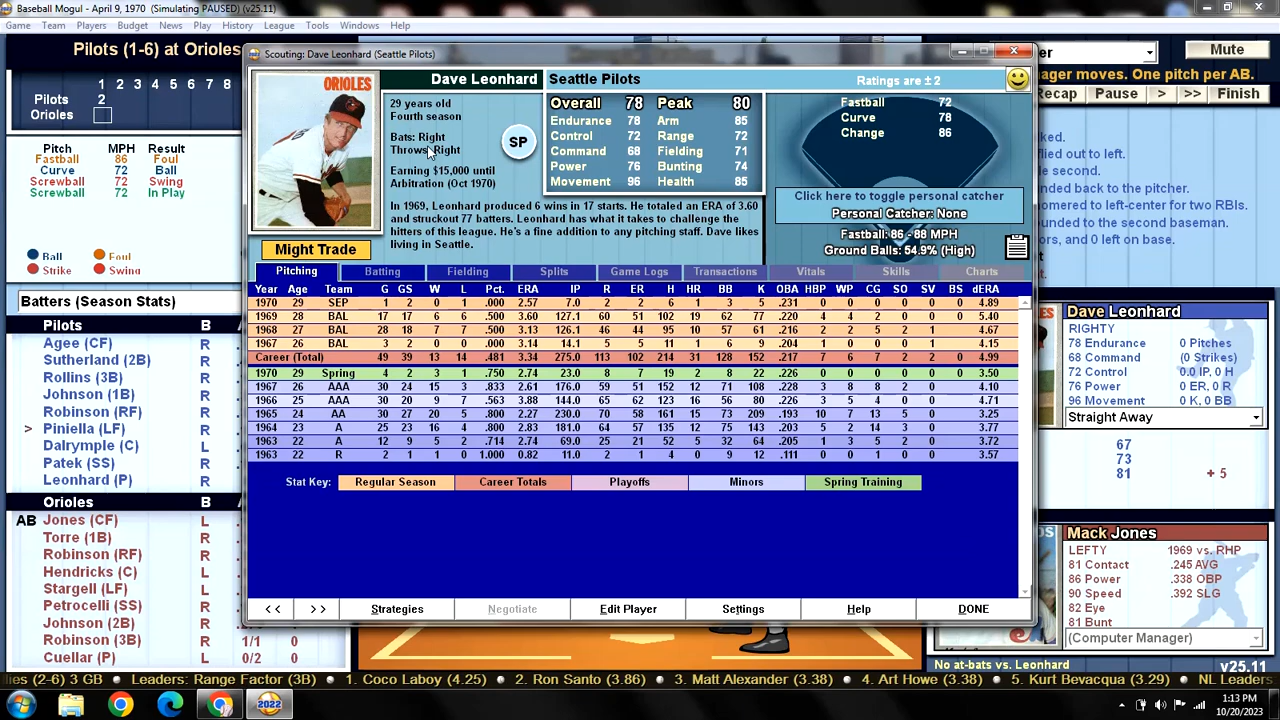 Baseball Mogul - April 9, 1970 (Simulating PAUSED) (v25.11)
Game Team Players Budget News Play History League Tools Windows Help
Pilots (1-6) at Orioles
1 2 3 4 5 6 7 8
Pilots 2
Orioles
Pitch MPH Result
Fastball 86 Foul
Curve 72 Ball
Screwball 72 Swing
Screwball 72 In Play
Ball Foul
Strike Swing
Batters (Season Stats)
Pilots B
Agee (CF) R
Sutherland (2B) R
Rollins (3B) R
Johnson (1B) R
Robinson (RF) R
> Piniella (LF) R
Dalrymple (C) L
Patek (SS) R
Leonhard (P) R
Orioles B
AB Jones (CF) L
Torre (1B) R
Robinson (RF) R
Hendricks (C) L
Stargell (LF) L
Petrocelli (SS) R
Johnson (2B) R
Robinson (3B) R 1/1 0
Cuellar (P) L 0/2 0
Scouting: Dave Leonhard (Seattle Pilots)
ORIOLES
Dave Leonhard
29 years old
Fourth season
Bats: Right
Throws: Right
Earning $15,000 until
Arbitration (Oct 1970)
SP
Seattle Pilots
Ratings are ± 2
Overall 78 Peak 80
Endurance 78 Arm 85
Control 72 Range 72
Command 68 Fielding 71
Power 76 Bunting 74
Movement 96 Health 85
Fastball 72
Curve 78
Change 86
Click here to toggle personal catcher
Personal Catcher: None
Fastball: 86 - 88 MPH
Ground Balls: 54.9% (High)
In 1969, Leonhard produced 6 wins in 17 starts. He totaled an ERA of 3.60
and struckout 77 batters. Leonhard has what it takes to challenge the
hitters of this league. He's a fine addition to any pitching staff. Dave likes
living in Seattle.
Might Trade
Pitching Batting Fielding Splits Game Logs Transactions Vitals Skills Charts
Year Age Team G GS W L Pct. ERA IP R ER H HR BB K OBA HBP WP CG SO SV BS dERA
1970 29 SEP 1 2 0 1 .000 2.57 7.0 2 2 6 1 3 5 .231 0 0 0 0 0 0 4.89
1969 28 BAL 17 17 6 6 .500 3.60 127.1 60 51 102 19 62 77 .220 4 4 2 0 0 0 5.40
1968 27 BAL 28 18 7 7 .500 3.13 126.1 46 44 95 10 57 61 .216 2 2 5 2 1 0 4.67
1967 26 BAL 3 2 0 0 .000 3.14 14.1 5 5 11 1 6 9 .204 1 0 0 0 1 0 4.15
Career (Total) 49 39 13 14 .481 3.34 275.0 113 102 214 31 128 152 .217 7 6 7 2 2 0 4.99
1970 29 Spring 4 2 3 1 .750 2.74 23.0 8 7 19 2 8 22 .226 0 0 0 0 0 0 3.50
1967 26 AAA 30 24 15 3 .833 2.61 176.0 59 51 152 12 71 108 .228 3 8 8 2 0 0 4.10
1966 25 AAA 30 20 9 7 .563 3.88 144.0 65 62 123 16 56 80 .226 3 5 4 0 0 0 4.71
1965 24 AA 30 27 20 5 .800 2.27 230.0 70 58 161 15 73 209 .193 10 7 13 5 0 0 3.25
1964 23 A 25 23 16 4 .800 2.83 181.0 64 57 135 12 75 143 .203 5 2 14 3 0 0 3.77
1963 22 A 12 9 5 2 .714 2.74 69.0 25 21 52 3 32 64 .205 1 3 5 2 0 0 3.72
1963 22 R 2 1 1 0 1.000 0.82 11.0 2 1 4 0 9 12 .111 0 0 1 0 0 0 3.57
Stat Key: Regular Season Career Totals Playoffs Minors Spring Training
<< >> Strategies Negotiate Edit Player Settings Help DONE
Mute
nager moves. One pitch per AB.
Recap Pause > >> Finish
Dave Leonhard
RIGHTY
78 Endurance 0 Pitches
68 Command (0 Strikes)
72 Control 0.0 IP, 0 H
76 Power 0 ER, 0 R
96 Movement 0 K, 0 BB
Straight Away
67
73
81 + 5
Mack Jones
LEFTY 1969 vs. RHP
81 Contact .245 AVG
86 Power .338 OBP
90 Speed .392 SLG
82 Eye
81 Bunt
(Computer Manager)
No at-bats vs. Leonhard
v25.11
lies (2-6) 3 GB Leaders: Range Factor (3B) 1. Coco Laboy (4.25) 2. Ron Santo (3.86) 3. Matt Alexander (3.38) 4. Art Howe (3.38) 5. Kurt Bevacqua (3.29) NL Leaders
2022
1:13 PM
10/20/2023